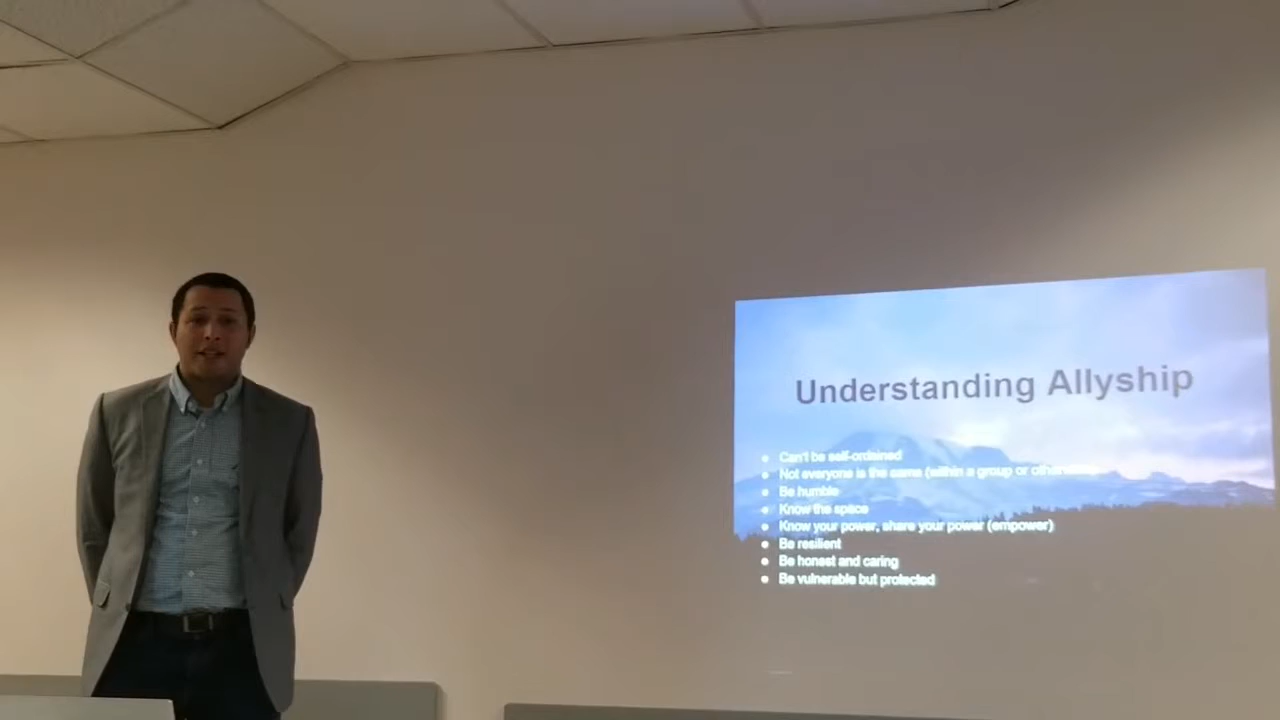 Understanding Allyship
Can't be self-ordained
Not everyone is the same (within a group or otherwise)
Be humble
Know the space
Know your power, share your power (empower)
Be resilient
Be honest and caring
Be vulnerable but protected